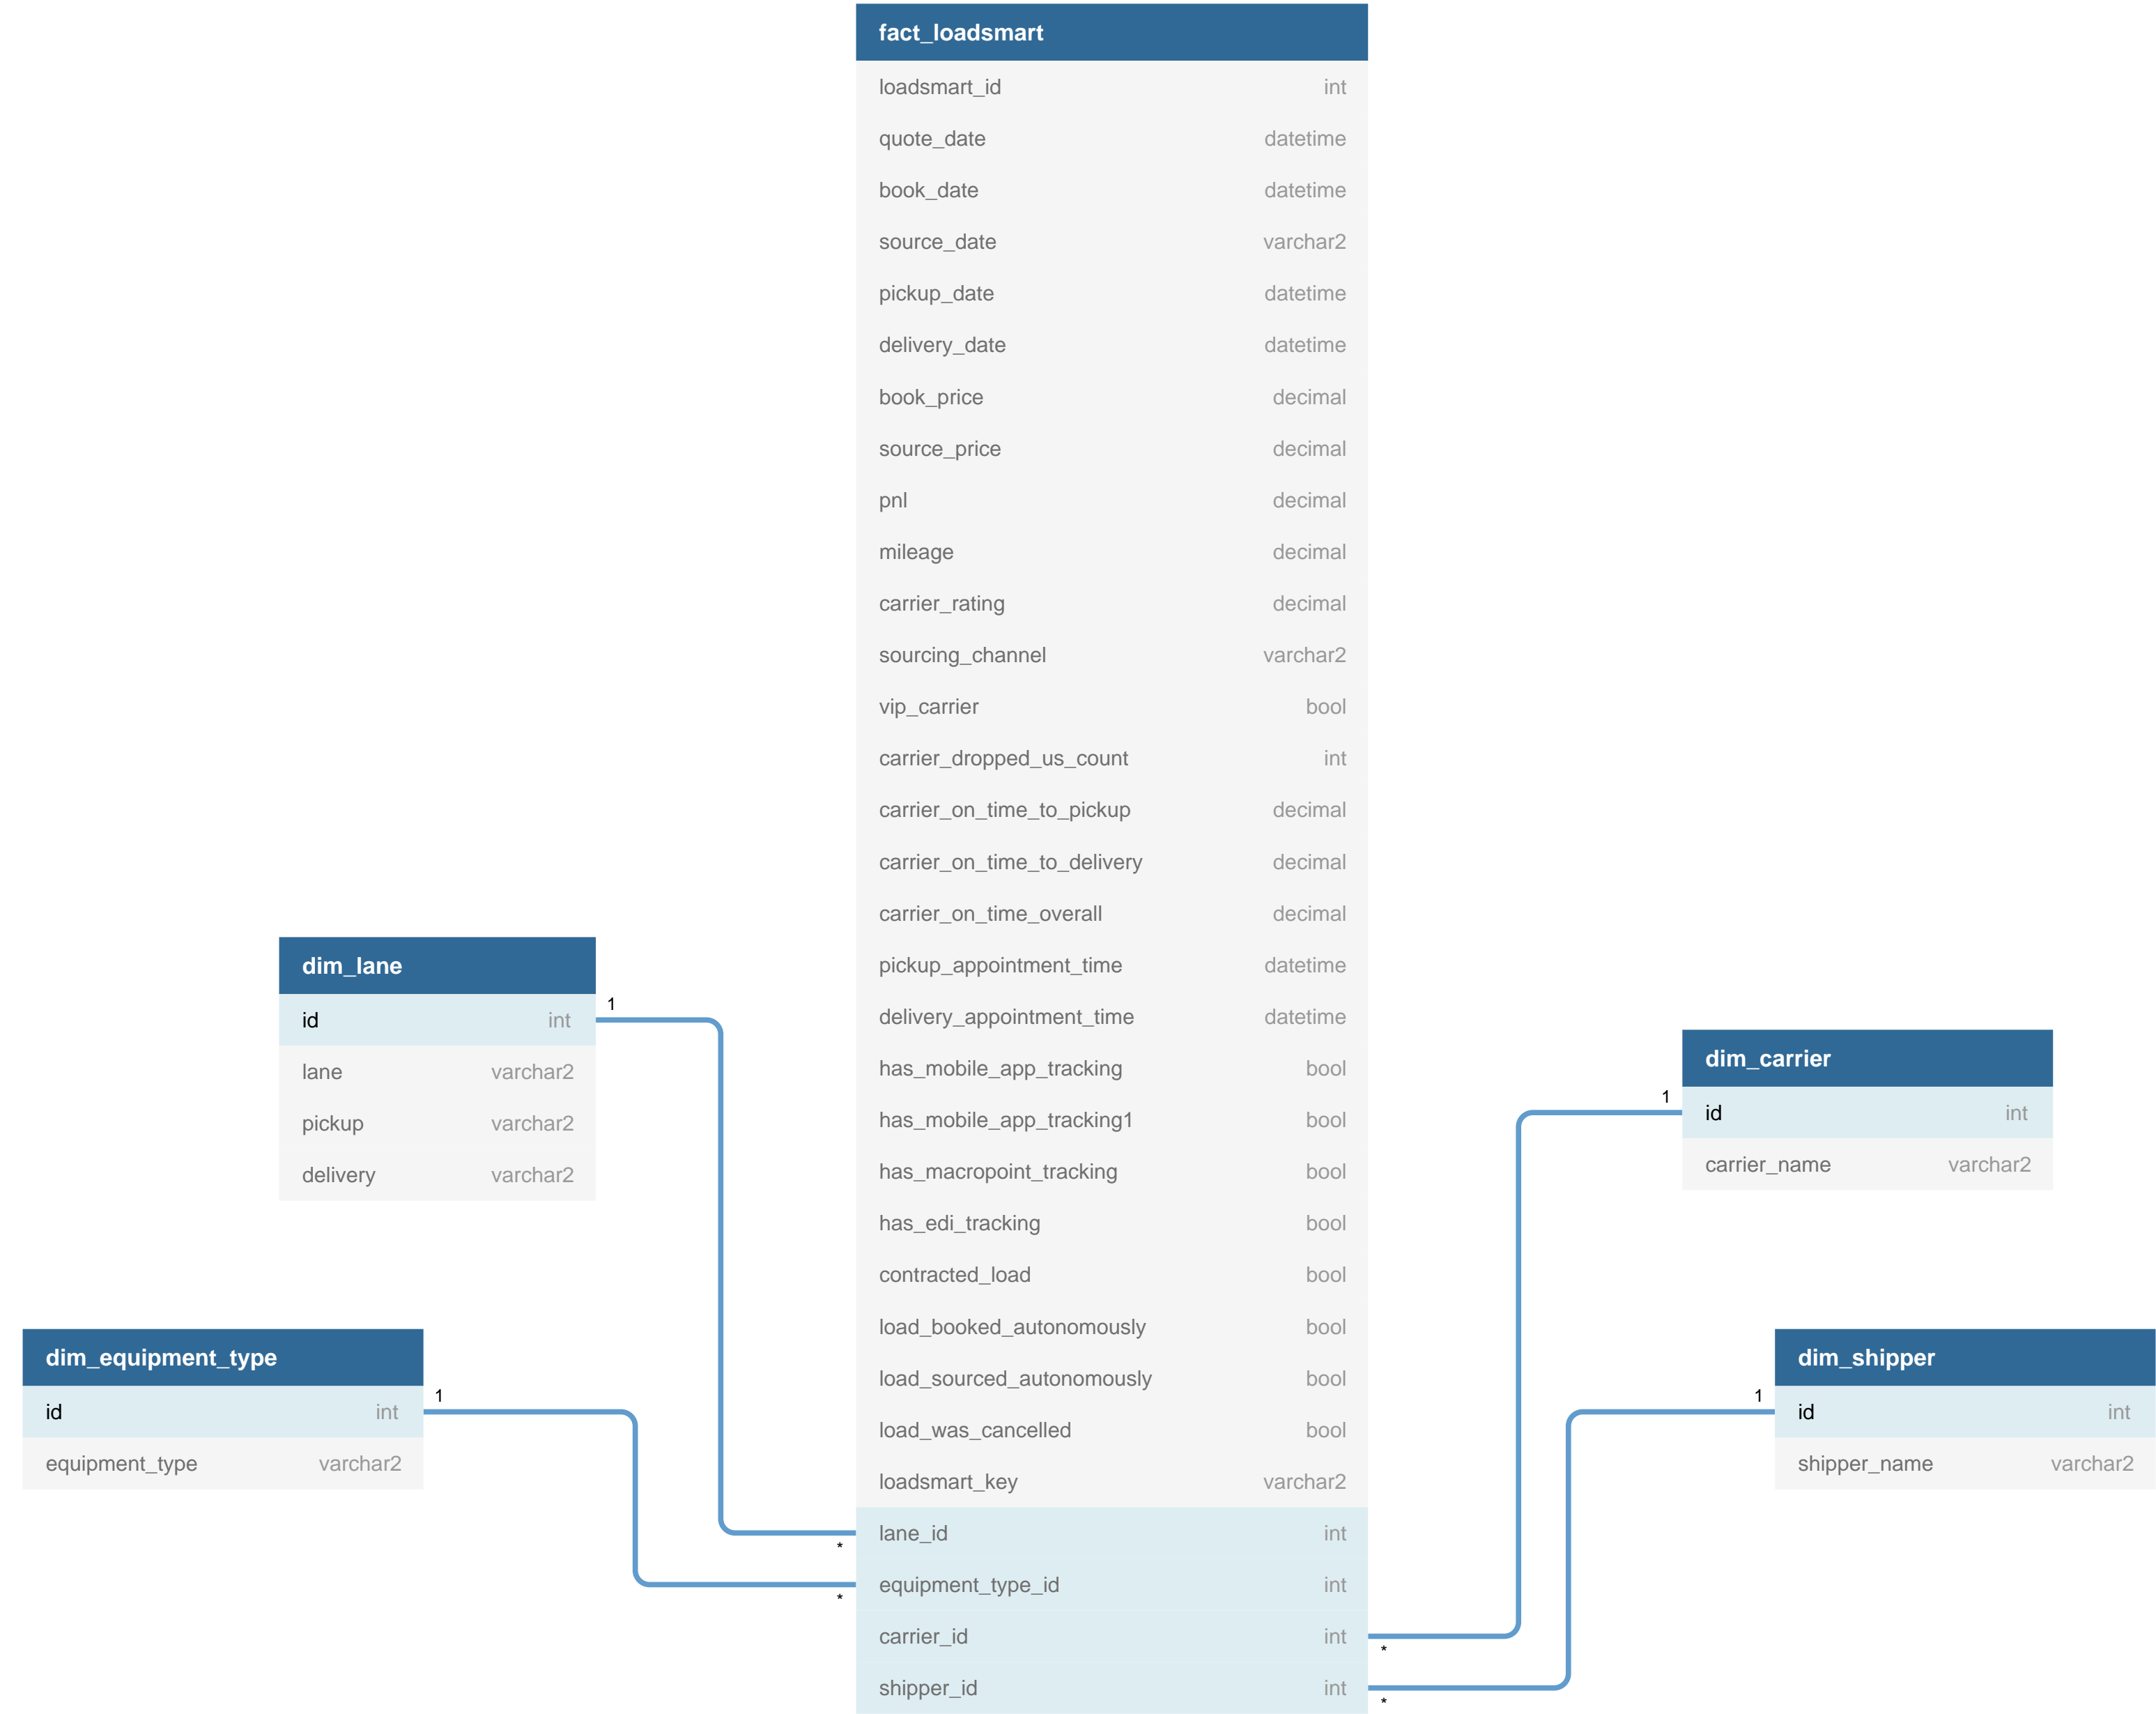 fact_loadsmart
loadsmart_id int
quote_date datetime
book_date datetime
source_date varchar2
pickup_date datetime
delivery_date datetime
book_price decimal
source_price decimal
pnl decimal
mileage decimal
carrier_rating decimal
sourcing_channel varchar2
vip_carrier bool
carrier_dropped_us_count int
carrier_on_time_to_pickup decimal
carrier_on_time_to_delivery decimal
carrier_on_time_overall decimal
pickup_appointment_time datetime
delivery_appointment_time datetime
has_mobile_app_tracking bool
has_mobile_app_tracking1 bool
has_macropoint_tracking bool
has_edi_tracking bool
contracted_load bool
load_booked_autonomously bool
load_sourced_autonomously bool
load_was_cancelled bool
loadsmart_key varchar2
lane_id int
equipment_type_id int
carrier_id int
shipper_id int
dim_lane
id int
lane varchar2
pickup varchar2
delivery varchar2
1
*
dim_equipment_type
id int
equipment_type varchar2
1
*
dim_carrier
id int
carrier_name varchar2
1
*
dim_shipper
id int
shipper_name varchar2
1
*